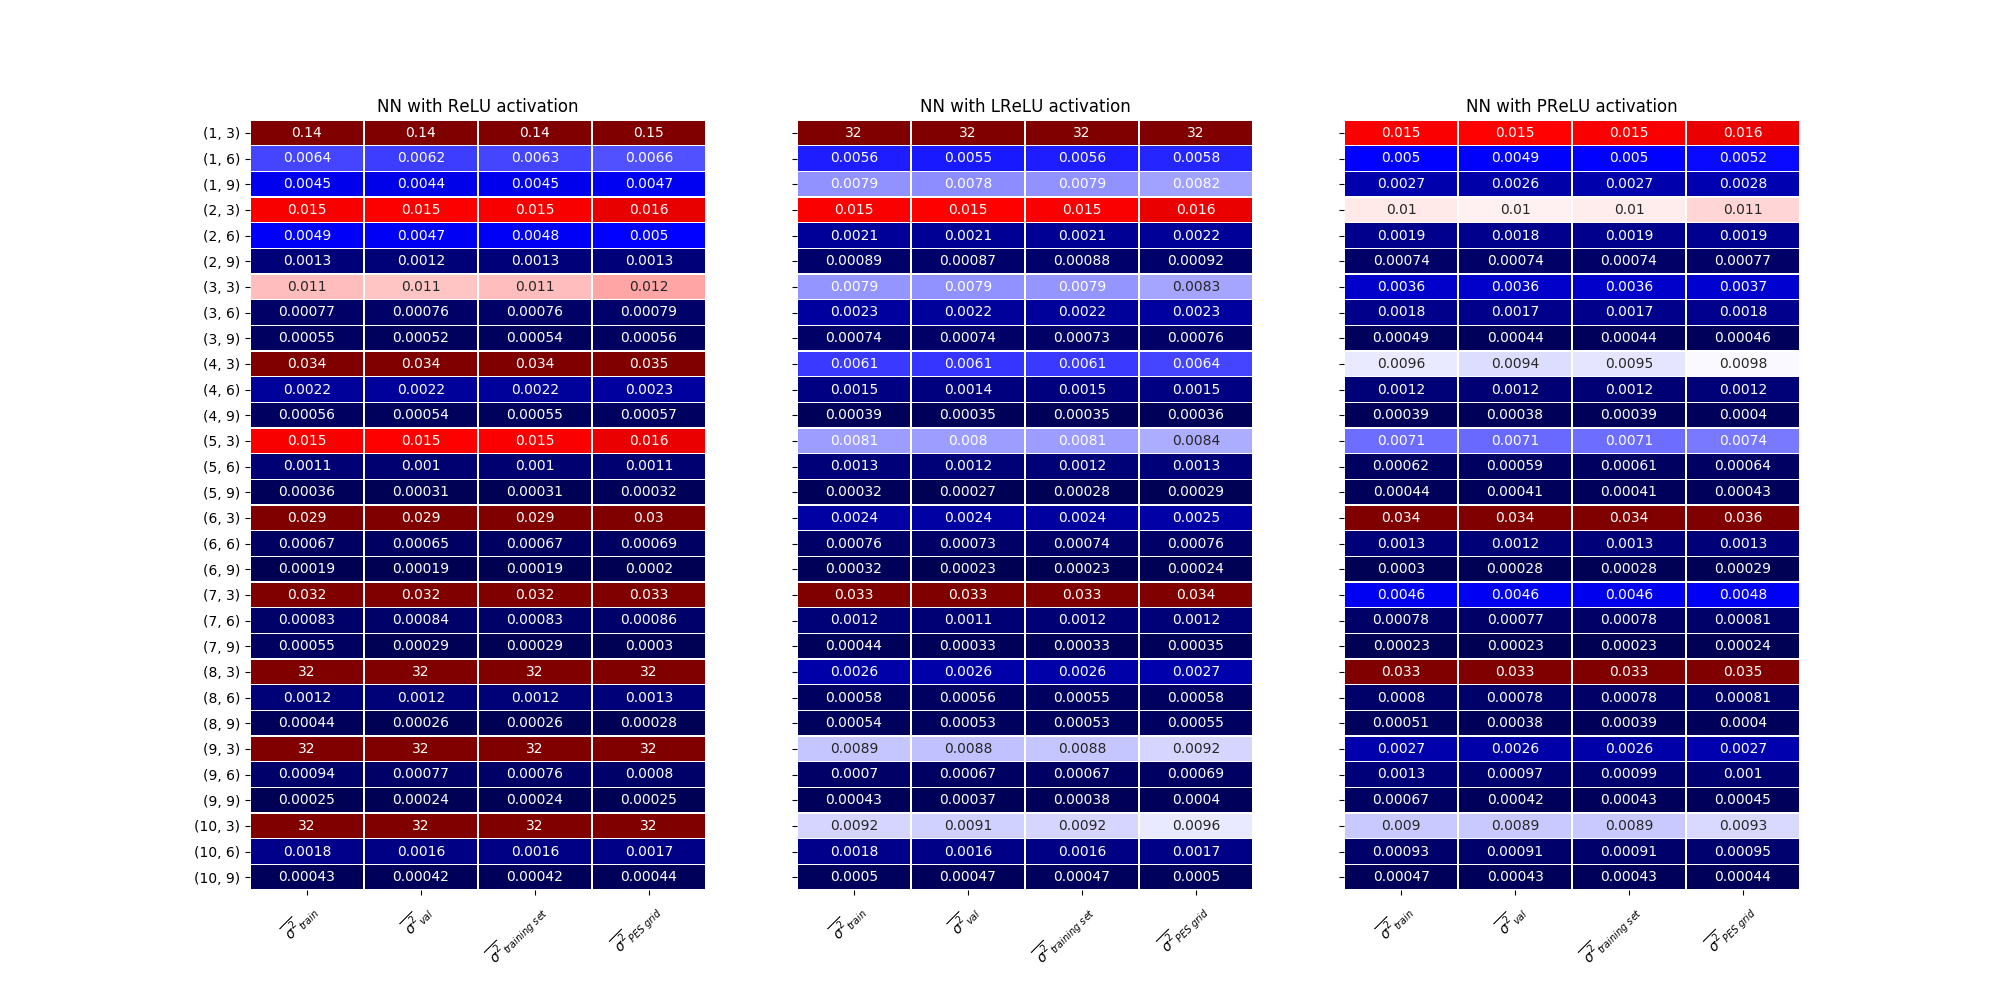 NN with ReLU activation NN with LReLU activation NN with PReLU activation
(1, 3) 0.14 0.14 0.14 0.15 32 32 32 32 0.015 0.015 0.015 0.016
(1, 6) 0.0064 0.0062 0.0063 0.0066 0.0056 0.0055 0.0056 0.0058 0.005 0.0049 0.005 0.0052
(1, 9) 0.0045 0.0044 0.0045 0.0047 0.0079 0.0078 0.0079 0.0082 0.0027 0.0026 0.0027 0.0028
(2, 3) 0.015 0.015 0.015 0.016 0.015 0.015 0.015 0.016 0.01 0.01 0.01 0.011
(2, 6) 0.0049 0.0047 0.0048 0.005 0.0021 0.0021 0.0021 0.0022 0.0019 0.0018 0.0019 0.0019
(2, 9) 0.0013 0.0012 0.0013 0.0013 0.00089 0.00087 0.00088 0.00092 0.00074 0.00074 0.00074 0.00077
(3, 3) 0.011 0.011 0.011 0.012 0.0079 0.0079 0.0079 0.0083 0.0036 0.0036 0.0036 0.0037
(3, 6) 0.00077 0.00076 0.00076 0.00079 0.0023 0.0022 0.0022 0.0023 0.0018 0.0017 0.0017 0.0018
(3, 9) 0.00055 0.00052 0.00054 0.00056 0.00074 0.00074 0.00073 0.00076 0.00049 0.00044 0.00044 0.00046
(4, 3) 0.034 0.034 0.034 0.035 0.0061 0.0061 0.0061 0.0064 0.0096 0.0094 0.0095 0.0098
(4, 6) 0.0022 0.0022 0.0022 0.0023 0.0015 0.0014 0.0015 0.0015 0.0012 0.0012 0.0012 0.0012
(4, 9) 0.00056 0.00054 0.00055 0.00057 0.00039 0.00035 0.00035 0.00036 0.00039 0.00038 0.00039 0.0004
(5, 3) 0.015 0.015 0.015 0.016 0.0081 0.008 0.0081 0.0084 0.0071 0.0071 0.0071 0.0074
(5, 6) 0.0011 0.001 0.001 0.0011 0.0013 0.0012 0.0012 0.0013 0.00062 0.00059 0.00061 0.00064
(5, 9) 0.00036 0.00031 0.00031 0.00032 0.00032 0.00027 0.00028 0.00029 0.00044 0.00041 0.00041 0.00043
(6, 3) 0.029 0.029 0.029 0.03 0.0024 0.0024 0.0024 0.0025 0.034 0.034 0.034 0.036
(6, 6) 0.00067 0.00065 0.00067 0.00069 0.00076 0.00073 0.00074 0.00076 0.0013 0.0012 0.0013 0.0013
(6, 9) 0.00019 0.00019 0.00019 0.0002 0.00032 0.00023 0.00023 0.00024 0.0003 0.00028 0.00028 0.00029
(7, 3) 0.032 0.032 0.032 0.033 0.033 0.033 0.033 0.034 0.0046 0.0046 0.0046 0.0048
(7, 6) 0.00083 0.00084 0.00083 0.00086 0.0012 0.0011 0.0012 0.0012 0.00078 0.00077 0.00078 0.00081
(7, 9) 0.00055 0.00029 0.00029 0.0003 0.00044 0.00033 0.00033 0.00035 0.00023 0.00023 0.00023 0.00024
(8, 3) 32 32 32 32 0.0026 0.0026 0.0026 0.0027 0.033 0.033 0.033 0.035
(8, 6) 0.0012 0.0012 0.0012 0.0013 0.00058 0.00056 0.00055 0.00058 0.0008 0.00078 0.00078 0.00081
(8, 9) 0.00044 0.00026 0.00026 0.00028 0.00054 0.00053 0.00053 0.00055 0.00051 0.00038 0.00039 0.0004
(9, 3) 32 32 32 32 0.0089 0.0088 0.0088 0.0092 0.0027 0.0026 0.0026 0.0027
(9, 6) 0.00094 0.00077 0.00076 0.0008 0.0007 0.00067 0.00067 0.00069 0.0013 0.00097 0.00099 0.001
(9, 9) 0.00025 0.00024 0.00024 0.00025 0.00043 0.00037 0.00038 0.0004 0.00067 0.00042 0.00043 0.00045
(10, 3) 32 32 32 32 0.0092 0.0091 0.0092 0.0096 0.009 0.0089 0.0089 0.0093
(10, 6) 0.0018 0.0016 0.0016 0.0017 0.0018 0.0016 0.0016 0.0017 0.00093 0.00091 0.00091 0.00095
(10, 9) 0.00043 0.00042 0.00042 0.00044 0.0005 0.00047 0.00047 0.0005 0.00047 0.00043 0.00043 0.00044
σ² train σ² val σ² training set σ² PES grid σ² train σ² val σ² training set σ² PES grid σ² train σ² val σ² training set σ² PES grid